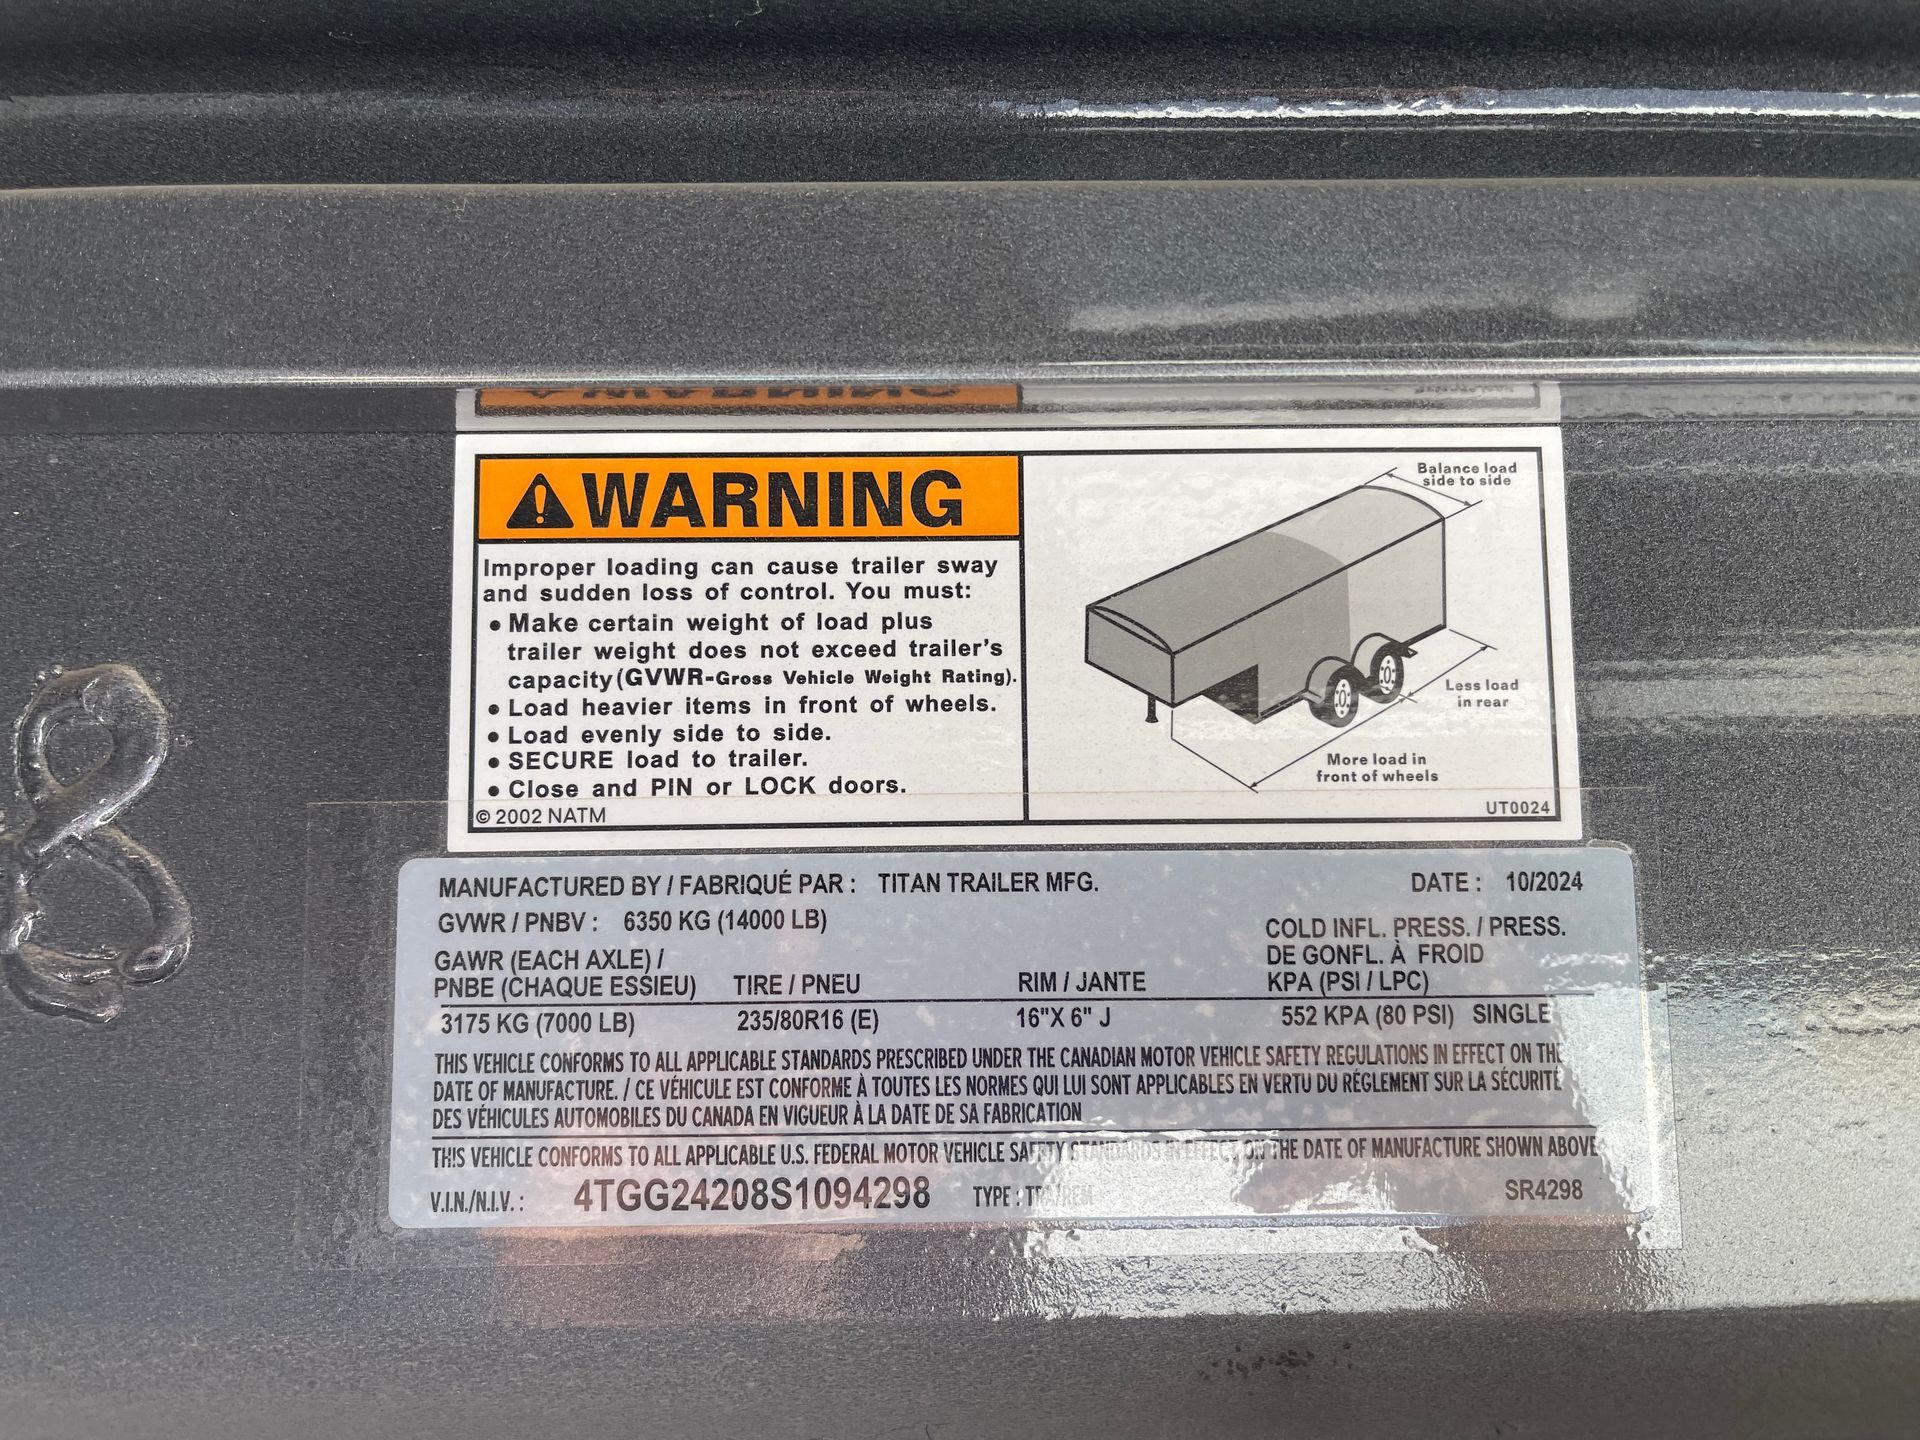 WARNING
Improper loading can cause trailer sway
and sudden loss of control. You must:
• Make certain weight of load plus
trailer weight does not exceed trailer's
capacity (GVWR-Gross Vehicle Weight Rating).
• Load heavier items in front of wheels.
• Load evenly side to side.
• SECURE load to trailer.
• Close and PIN or LOCK doors.
© 2002 NATM
Balance load
side to side
Less load
in rear
More load in
front of wheels
UT0024
MANUFACTURED BY / FABRIQUÉ PAR : TITAN TRAILER MFG. DATE : 10/2024
GVWR / PNBV : 6350 KG (14000 LB)
COLD INFL. PRESS. / PRESS.
GAWR (EACH AXLE) / DE GONFL. À FROID
PNBE (CHAQUE ESSIEU) TIRE / PNEU RIM / JANTE KPA (PSI / LPC)
3175 KG (7000 LB) 235/80R16 (E) 16"X 6" J 552 KPA (80 PSI) SINGLE
THIS VEHICLE CONFORMS TO ALL APPLICABLE STANDARDS PRESCRIBED UNDER THE CANADIAN MOTOR VEHICLE SAFETY REGULATIONS IN EFFECT ON THE
DATE OF MANUFACTURE. / CE VÉHICULE EST CONFORME À TOUTES LES NORMES QUI LUI SONT APPLICABLES EN VERTU DU RÉGLEMENT SUR LA SÉCURITÉ
DES VÉHICULES AUTOMOBILES DU CANADA EN VIGUEUR À LA DATE DE SA FABRICATION
THIS VEHICLE CONFORMS TO ALL APPLICABLE U.S. FEDERAL MOTOR VEHICLE SAFETY STANDARDS IN EFFECT ON THE DATE OF MANUFACTURE SHOWN ABOVE
V.I.N./N.I.V. : 4TGG24208S1094298 TYPE : TRA/REM SR4298
8